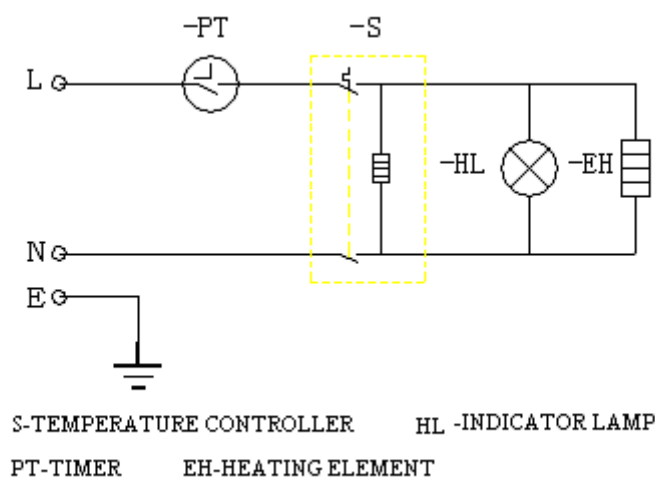 -PT -S
L
-HL -EH
N
E
S-TEMPERATURE CONTROLLER HL -INDICATOR LAMP
PT-TIMER EH-HEATING ELEMENT